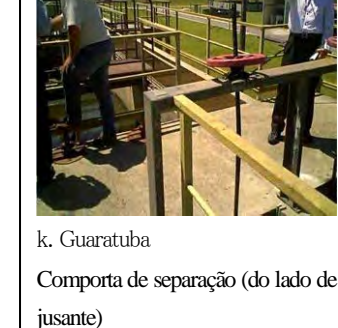 k. Guaratuba
Comporta de separação (do lado de
jusante)